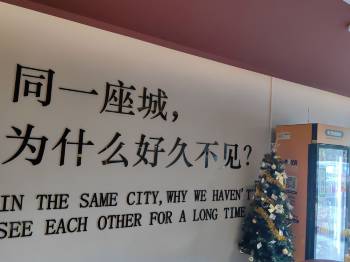 同一座城，
为什么好久不见？
IN THE SAME CITY, WHY WE HAVEN'T
SEE EACH OTHER FOR A LONG TIME